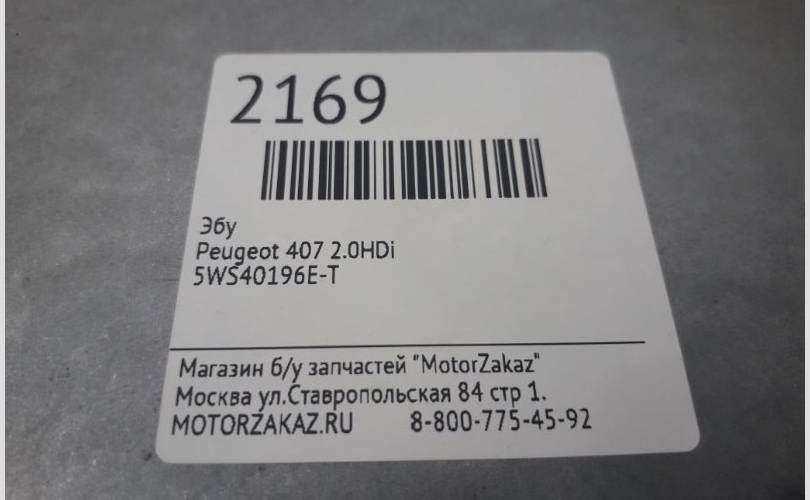 2169
Эбу
Peugeot 407 2.0HDi
5WS40196E-T
Магазин б/у запчастей "MotorZakaz"
Москва ул.Ставропольская 84 стр 1.
MOTORZAKAZ.RU 8-800-775-45-92